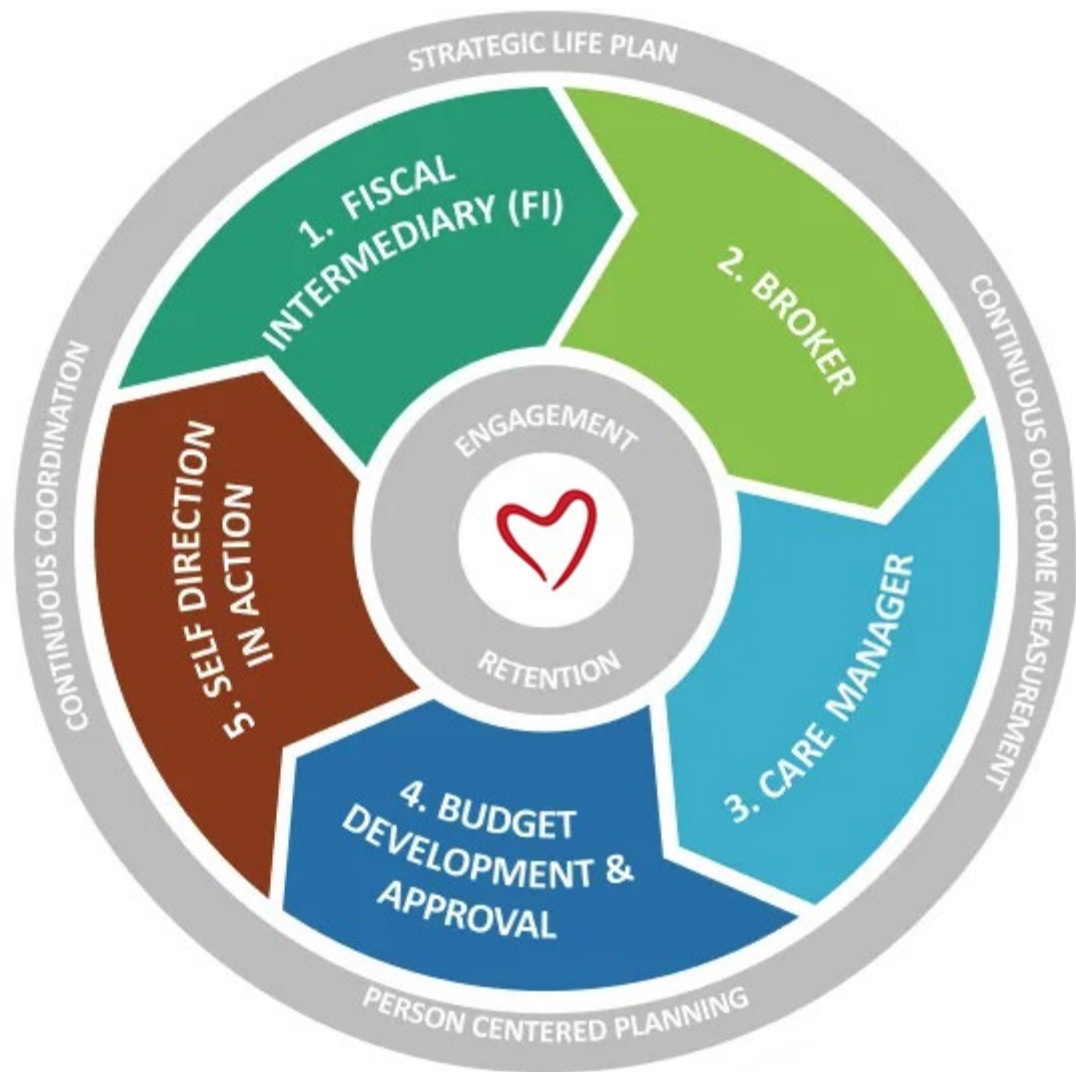 STRATEGIC LIFE PLAN
1. FISCAL
INTERMEDIARY (FI)
2. BROKER
CONTINUOUS OUTCOME MEASUREMENT
3. CARE MANAGER
4. BUDGET
DEVELOPMENT &
APPROVAL
PERSON CENTERED PLANNING
5. SELF DIRECTION
IN ACTION
CONTINUOUS COORDINATION
ENGAGEMENT
RETENTION